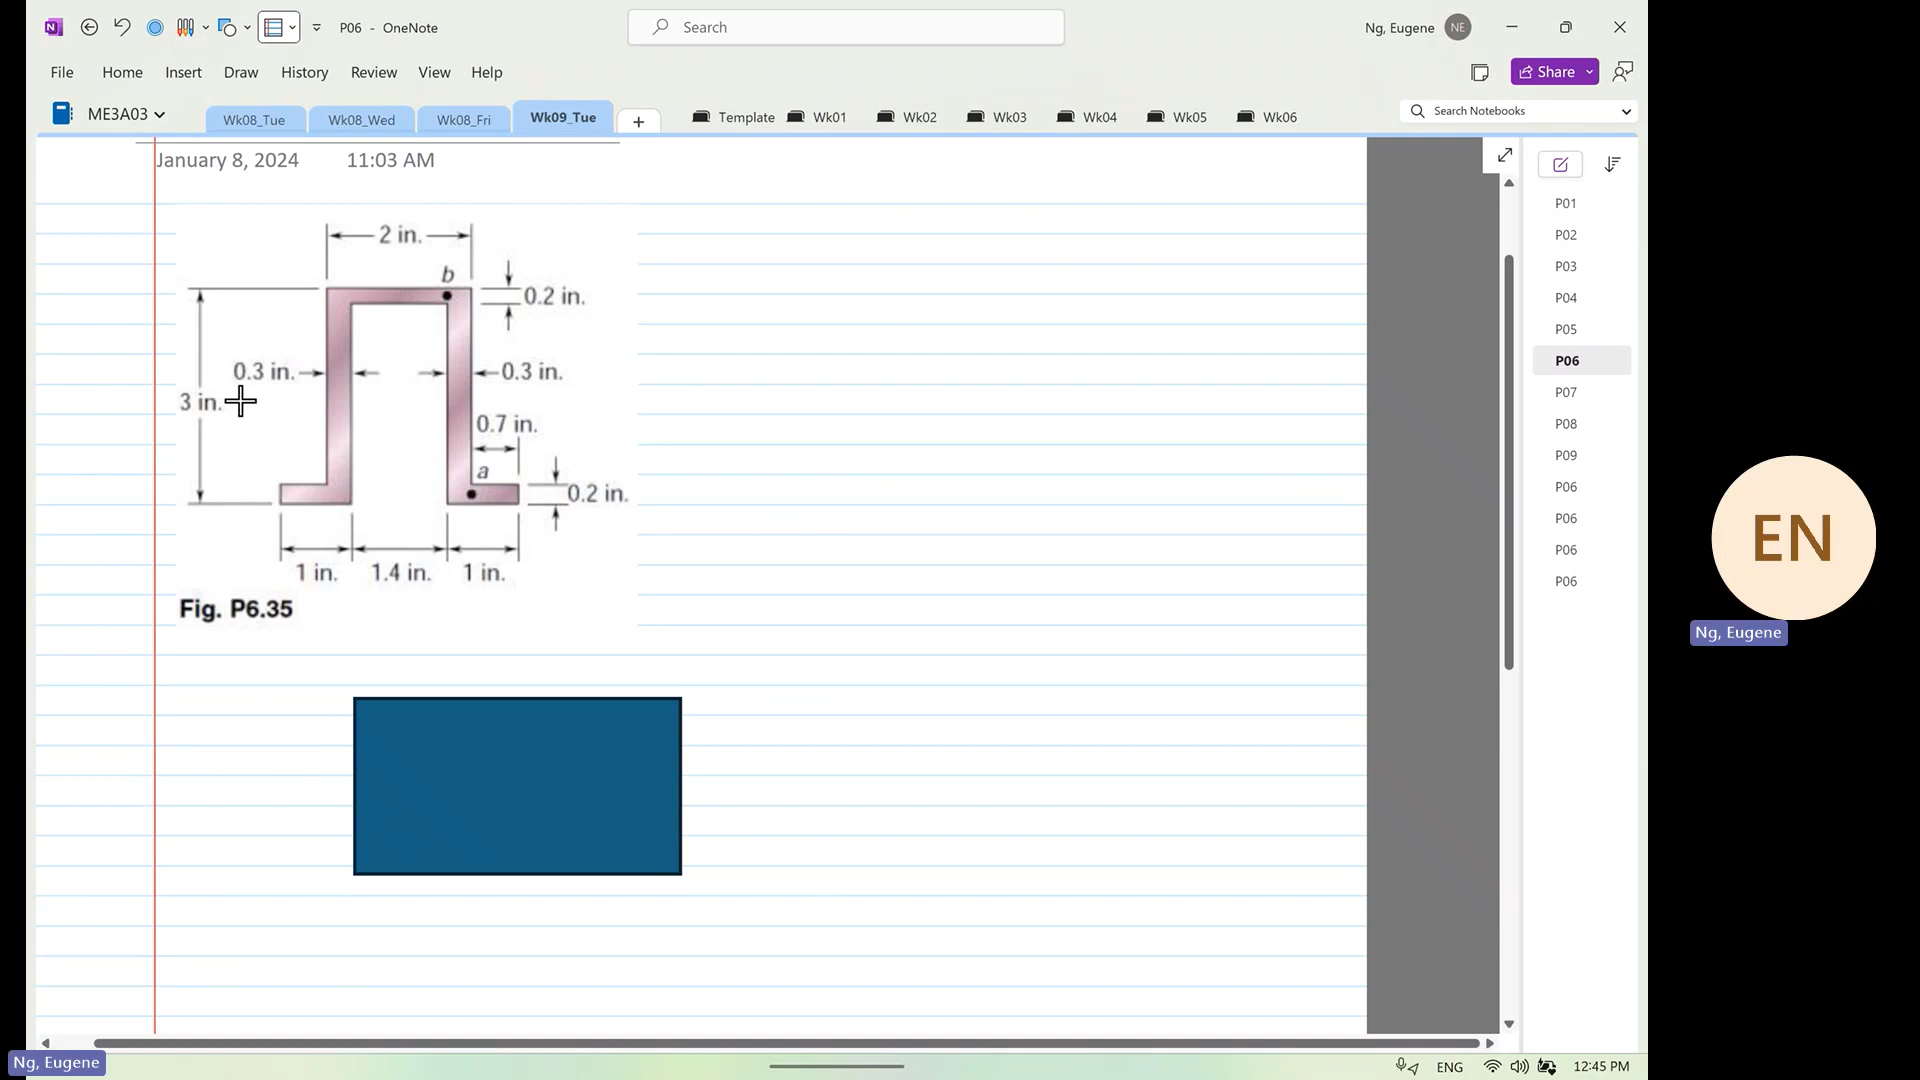 P06 - OneNote
Search
Ng, Eugene NE
File Home Insert Draw History Review View Help
Share
ME3A03
Wk08_Tue Wk08_Wed Wk08_Fri Wk09_Tue + Template Wk01 Wk02 Wk03 Wk04 Wk05 Wk06
Search Notebooks
January 8, 2024 11:03 AM
2 in.
b
0.2 in.
0.3 in. 0.3 in.
3 in.
0.7 in.
a
0.2 in.
1 in. 1.4 in. 1 in.
Fig. P6.35
P01
P02
P03
P04
P05
P06
P07
P08
P09
P06
P06
P06
P06
EN
Ng, Eugene
Ng, Eugene
ENG 12:45 PM